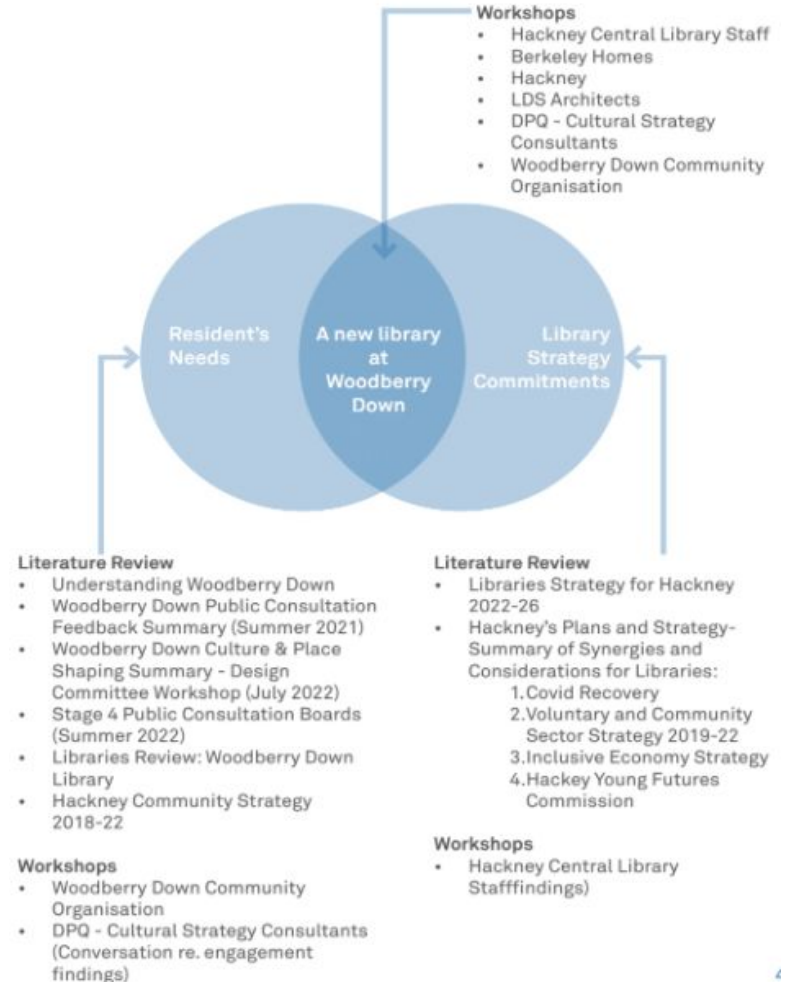 Workshops
• Hackney Central Library Staff
• Berkeley Homes
• Hackney
• LDS Architects
• DPQ - Cultural Strategy
Consultants
• Woodberry Down Community
Organisation
Resident's
Needs
A new library
at
Woodberry
Down
Library
Strategy
Commitments
Literature Review
• Understanding Woodberry Down
• Woodberry Down Public Consultation
Feedback Summary (Summer 2021)
• Woodberry Down Culture & Place
Shaping Summary - Design
Committee Workshop (July 2022)
• Stage 4 Public Consultation Boards
(Summer 2022)
• Libraries Review: Woodberry Down
Library
• Hackney Community Strategy
2018-22
Workshops
• Woodberry Down Community
Organisation
• DPQ - Cultural Strategy Consultants
(Conversation re. engagement
findings)
Literature Review
• Libraries Strategy for Hackney
2022-26
• Hackney's Plans and Strategy-
Summary of Synergies and
Considerations for Libraries:
1.Covid Recovery
2.Voluntary and Community
Sector Strategy 2019-22
3.Inclusive Economy Strategy
4.Hackey Young Futures
Commission
Workshops
• Hackney Central Library
Stafffindings)